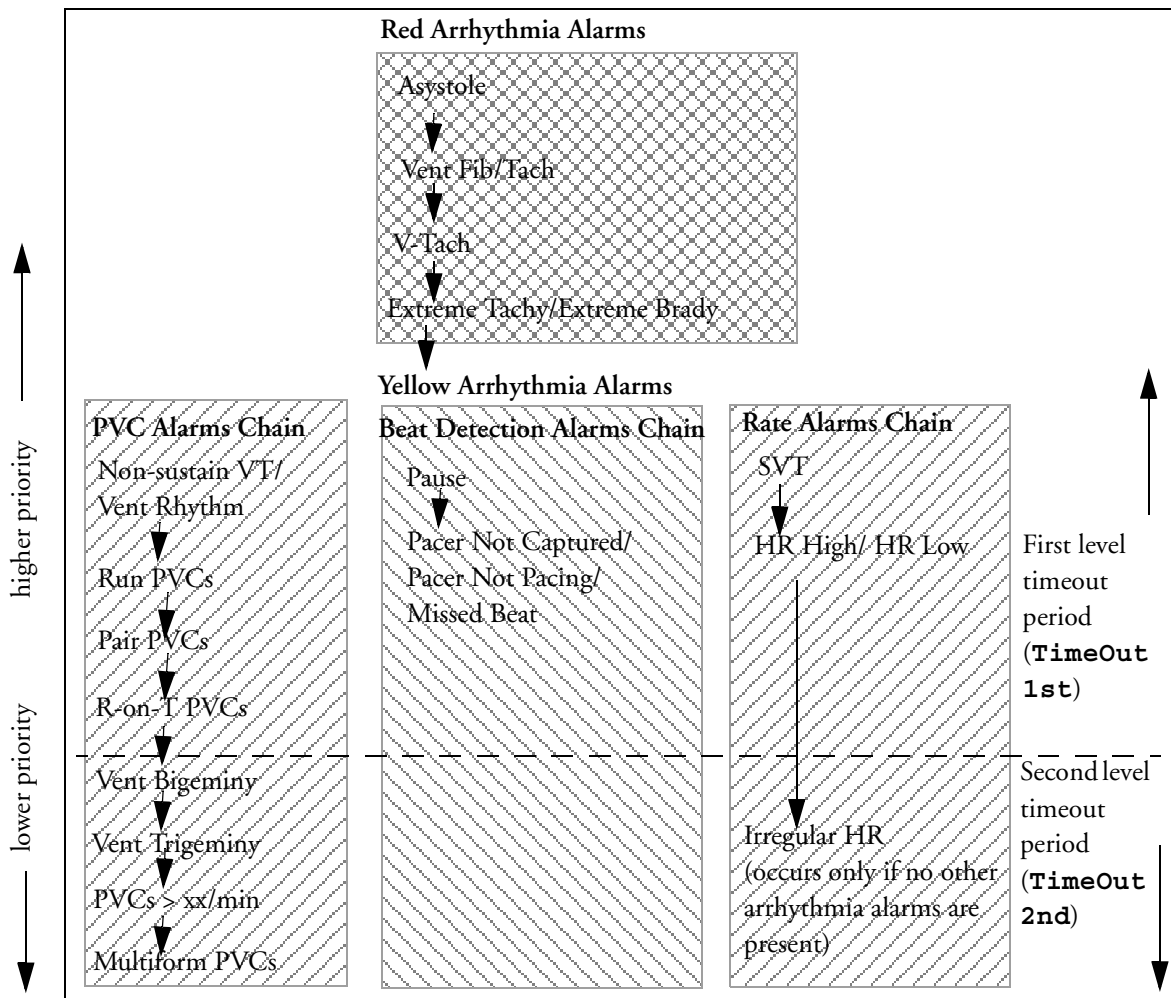 Red Arrhythmia Alarms
Asystole
Vent Fib/Tach
V-Tach
Extreme Tachy/Extreme Brady
Yellow Arrhythmia Alarms
PVC Alarms Chain
Non-sustain VT/
Vent Rhythm
Run PVCs
Pair PVCs
R-on-T PVCs
Vent Bigeminy
Vent Trigeminy
PVCs > xx/min
Multiform PVCs
Beat Detection Alarms Chain
Pause
Pacer Not Captured/
Pacer Not Pacing/
Missed Beat
Rate Alarms Chain
SVT
HR High/ HR Low
Irregular HR
(occurs only if no other
arrhythmia alarms are
present)
higher priority
lower priority
First level
timeout
period
(TimeOut
1st)
Second level
timeout
period
(TimeOut
2nd)